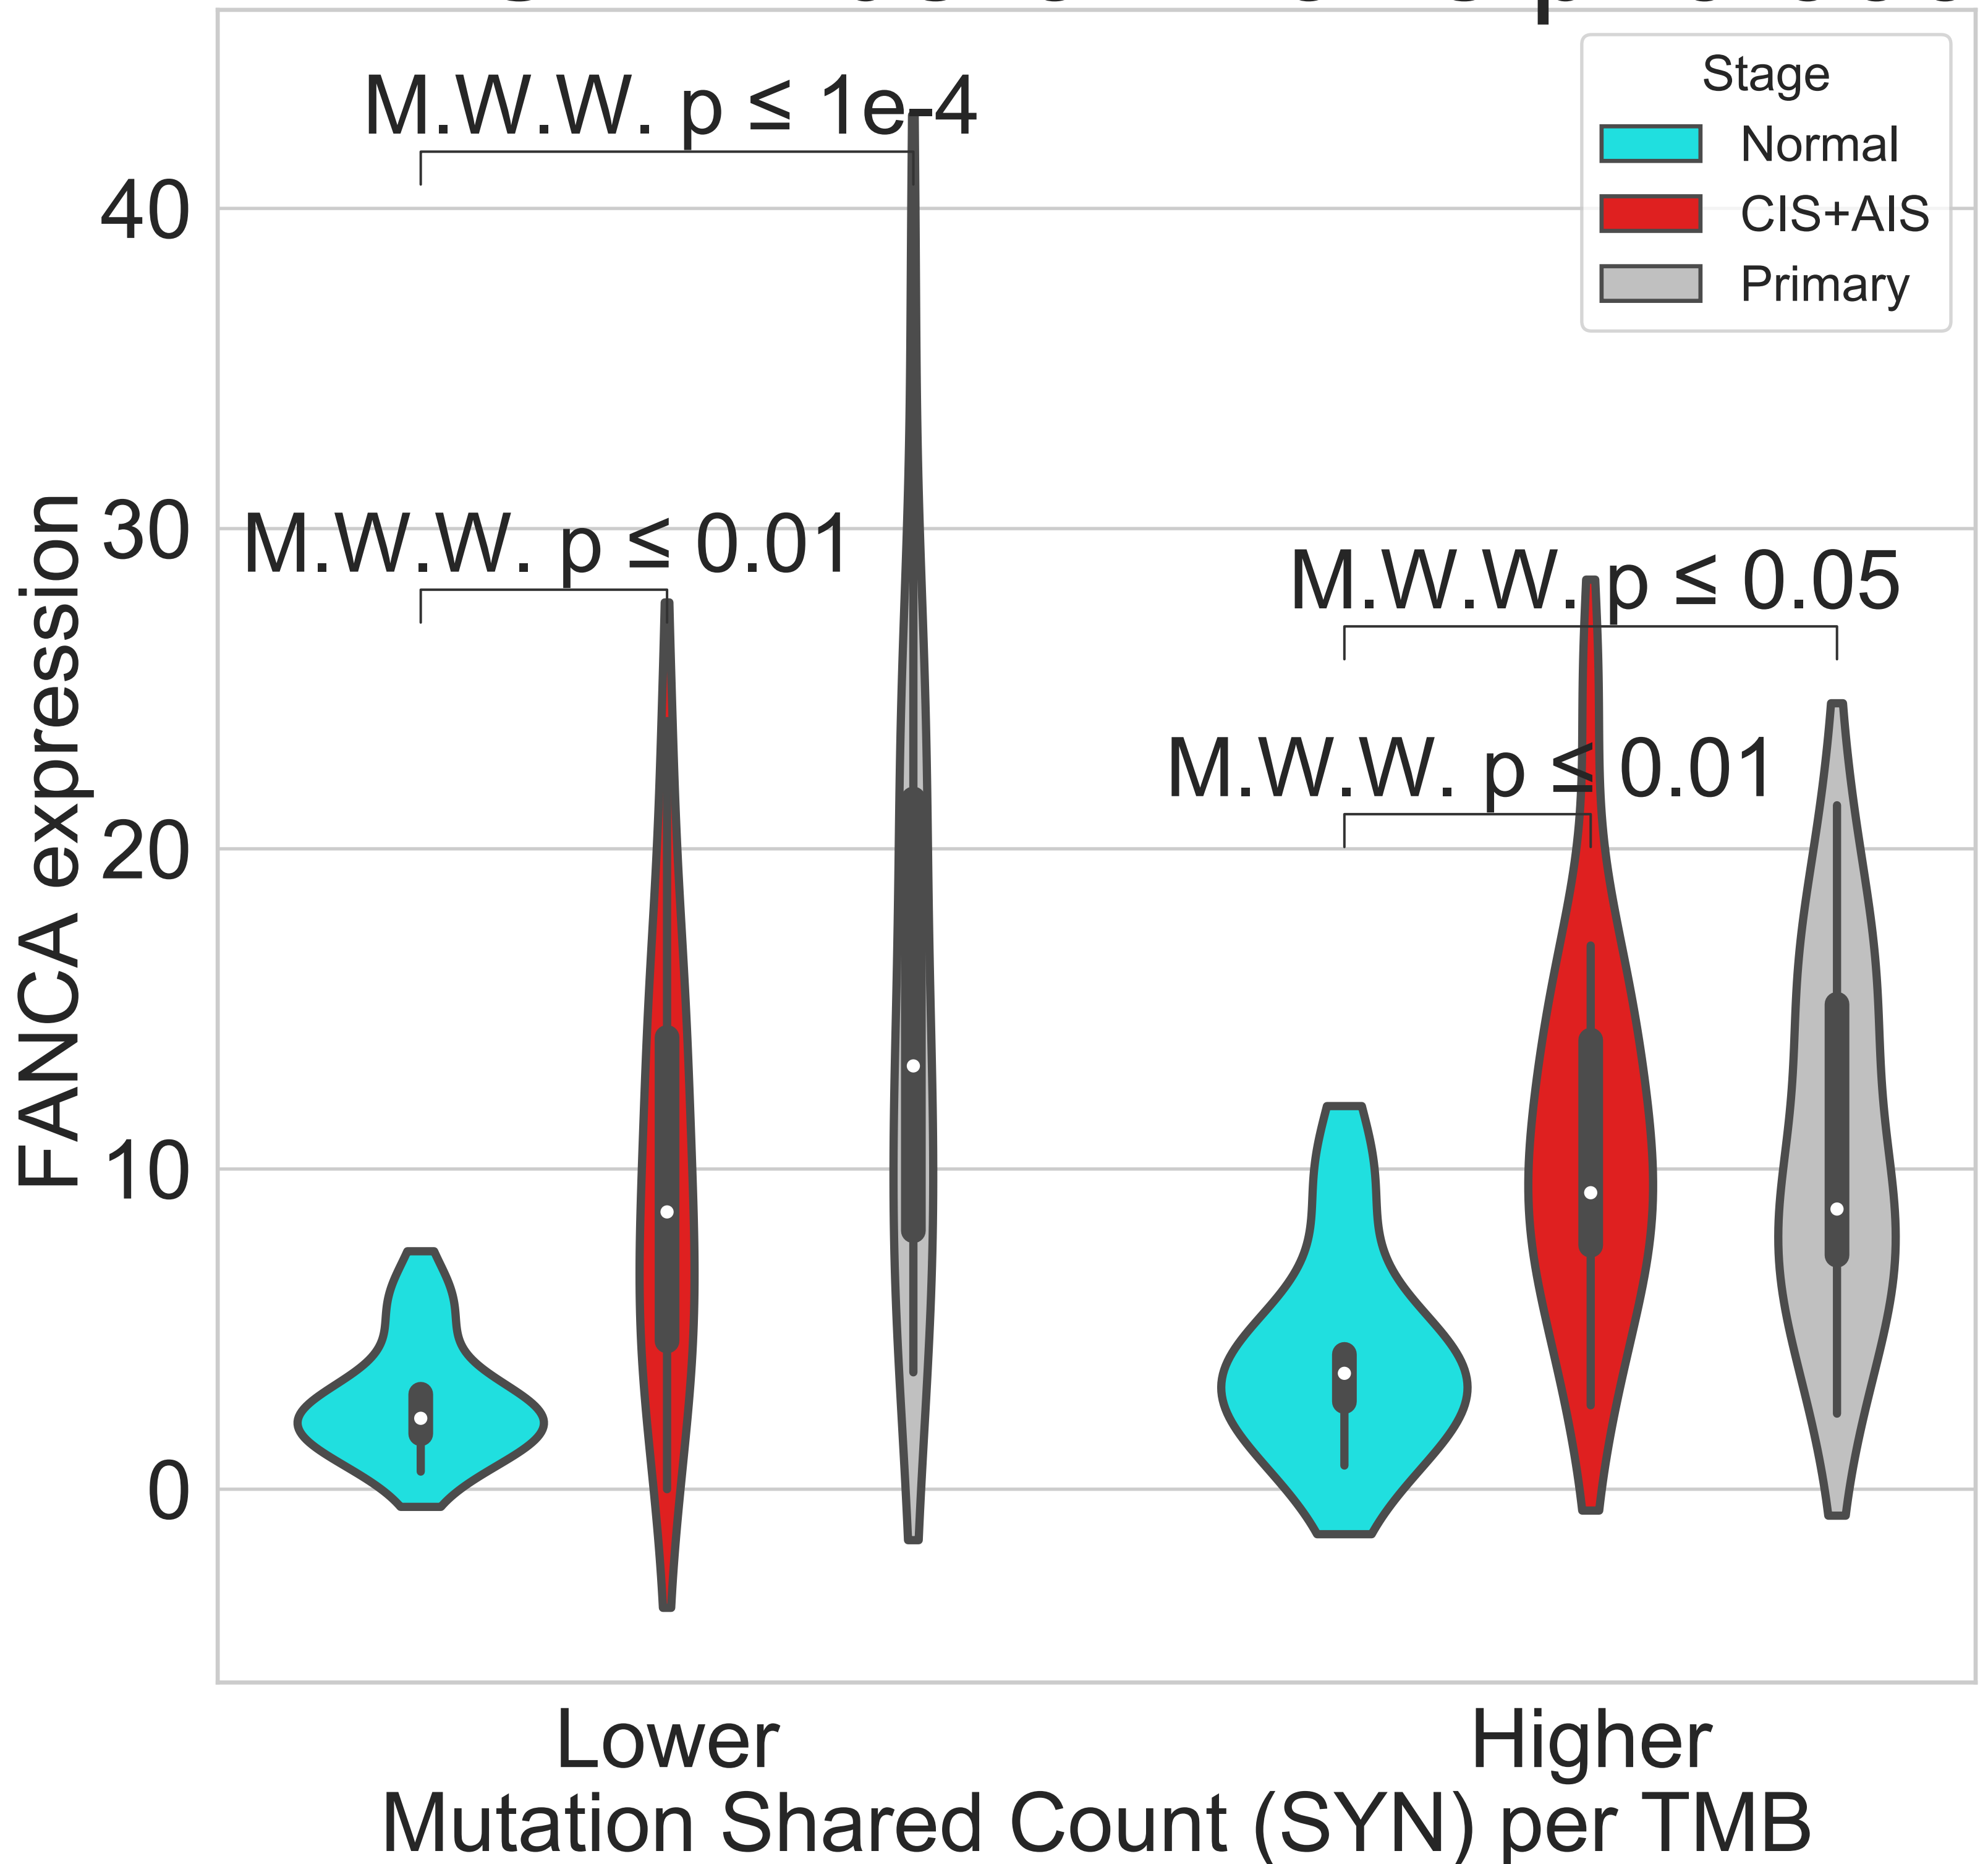 Stage
Normal
CIS+AIS
Primary
M.W.W. p ≤ 1e-4
M.W.W. p ≤ 0.01
M.W.W. p ≤ 0.05
M.W.W. p ≤ 0.01
FANCA expression
40
30
20
10
0
Lower
Higher
Mutation Shared Count (SYN) per TMB